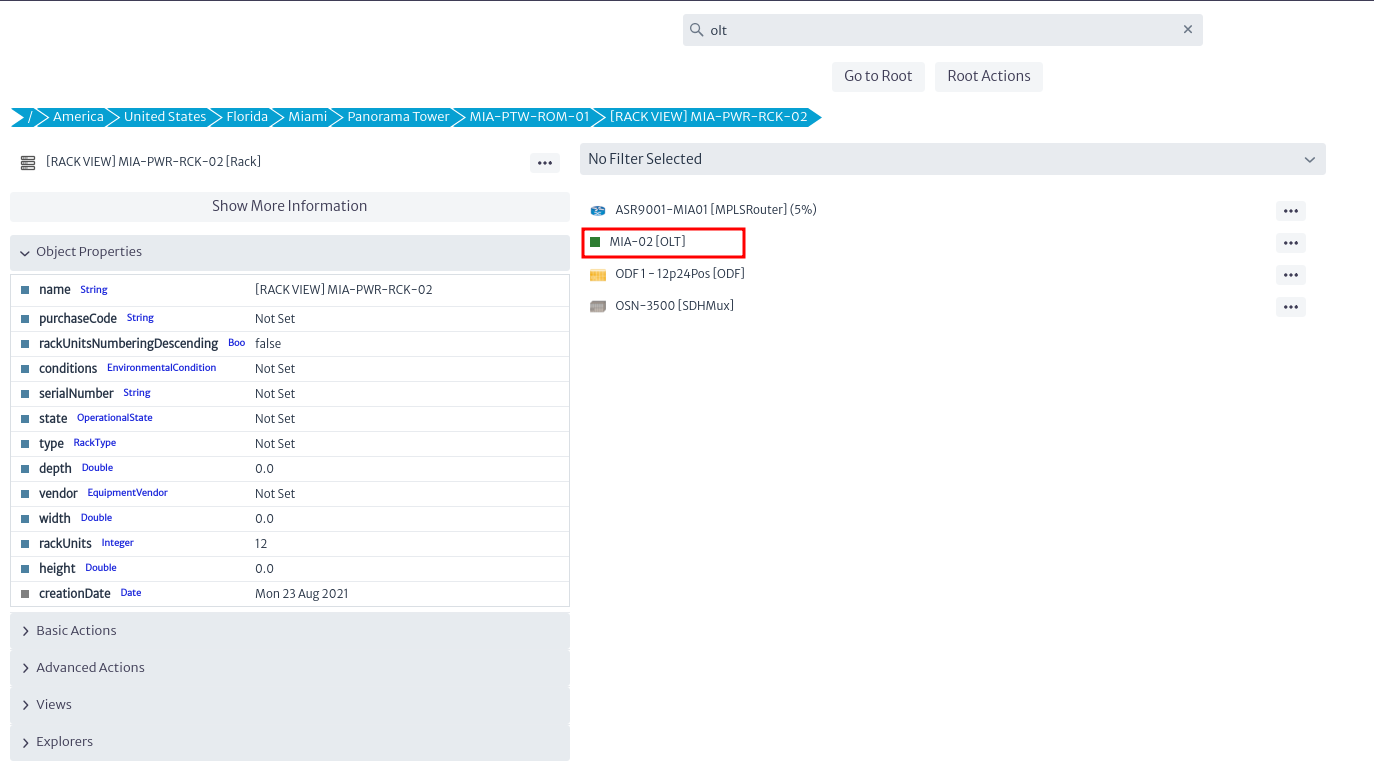 olt
Go to Root Root Actions
/ America United States Florida Miami Panorama Tower MIA-PTW-ROM-01 [RACK VIEW] MIA-PWR-RCK-02
[RACK VIEW] MIA-PWR-RCK-02 [Rack]
Show More Information
Object Properties
name String [RACK VIEW] MIA-PWR-RCK-02
purchaseCode String Not Set
rackUnitsNumberingDescending Boo false
conditions EnvironmentalCondition Not Set
serialNumber String Not Set
state OperationalState Not Set
type RackType Not Set
depth Double 0.0
vendor EquipmentVendor Not Set
width Double 0.0
rackUnits Integer 12
height Double 0.0
creationDate Date Mon 23 Aug 2021
Basic Actions
Advanced Actions
Views
Explorers
No Filter Selected
ASR9001-MIA01 [MPLSRouter] (5%)
MIA-02 [OLT]
ODF1 - 12p24Pos [ODF]
OSN-3500 [SDHMux]